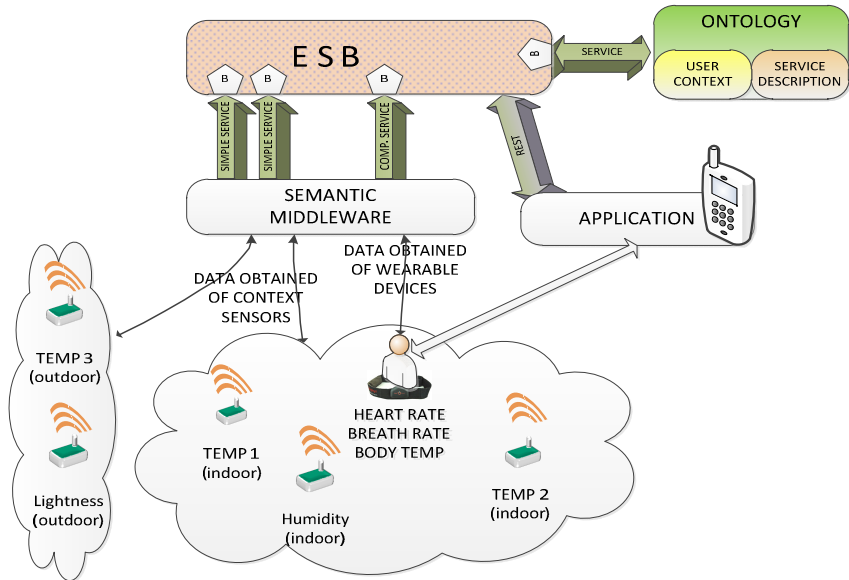 ESB
B
B
B
B
SERVICE
ONTOLOGY
USER
CONTEXT
SERVICE
DESCRIPTION
SIMPLE SERVICE
SIMPLE SERVICE
COMP. SERVICE
REST
SEMANTIC
MIDDLEWARE
APPLICATION
DATA OBTAINED
OF CONTEXT
SENSORS
DATA OBTAINED
OF WEARABLE
DEVICES
TEMP 3
(outdoor)
Lightness
(outdoor)
TEMP 1
(indoor)
Humidity
(indoor)
HEART RATE
BREATH RATE
BODY TEMP
TEMP 2
(indoor)